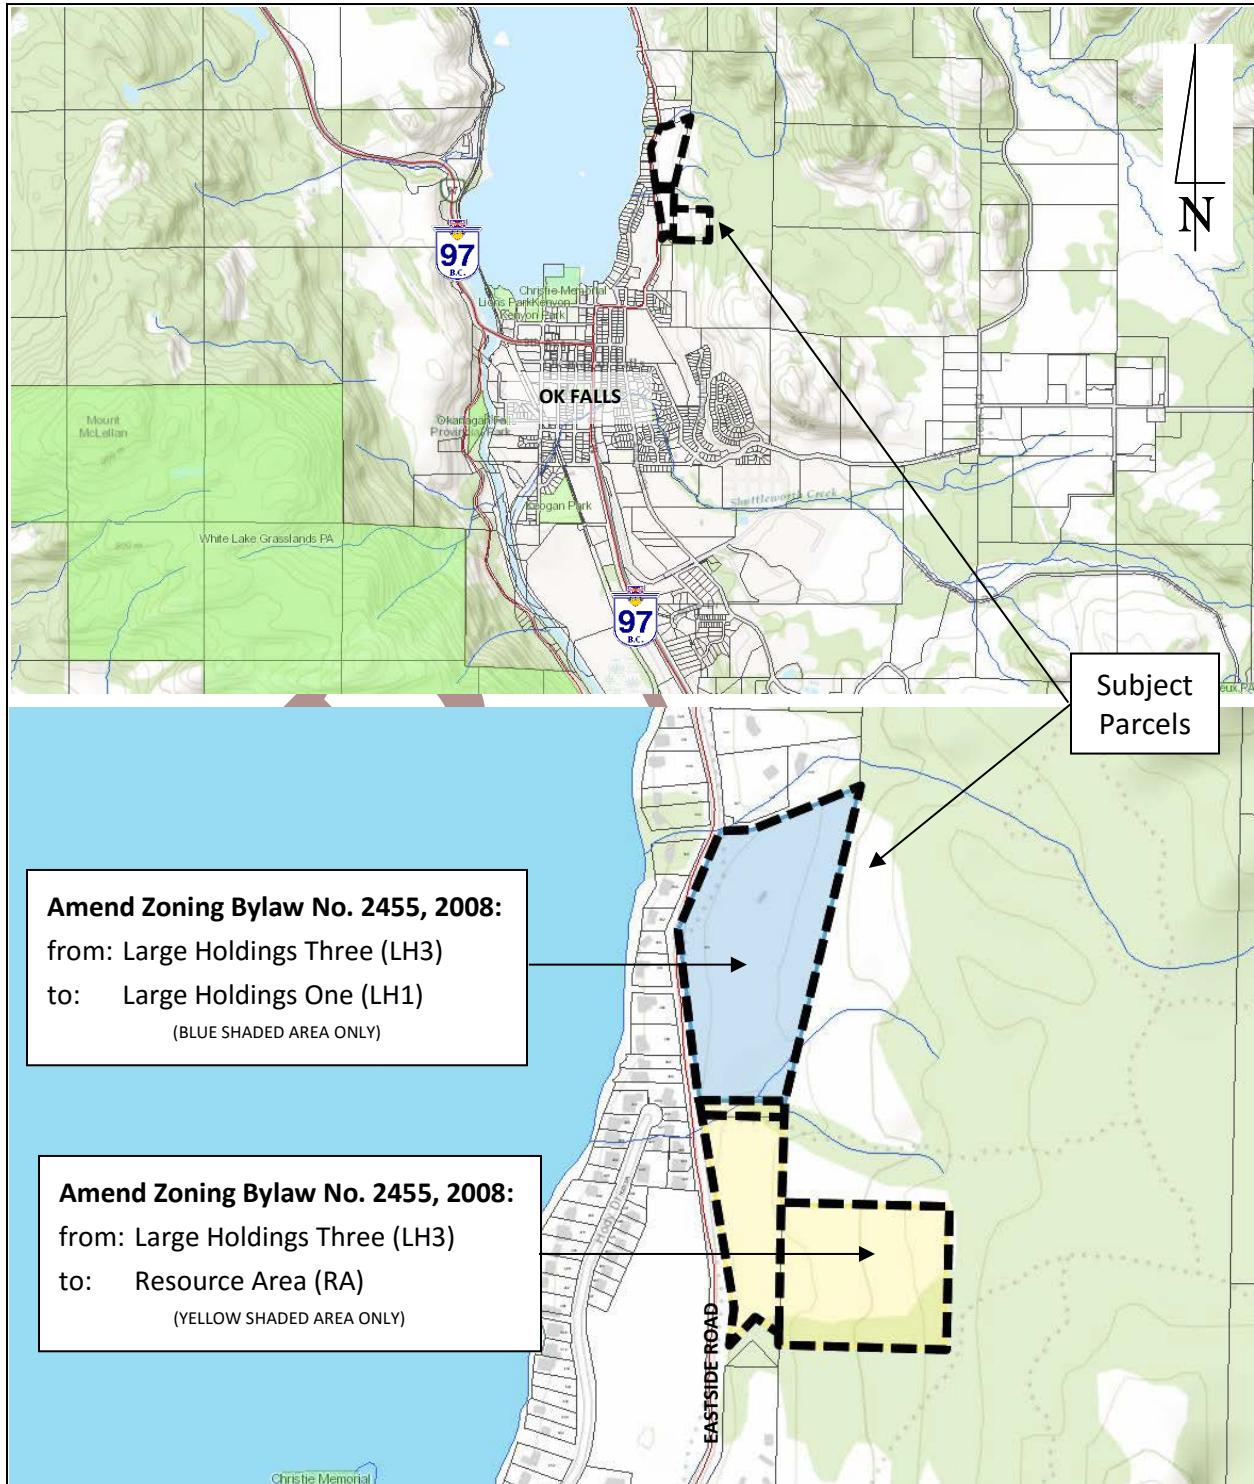 N
97
B.C.
Christie Memorial
Lions Park Kenyon
Kenyon Park
OK FALLS
Mount
McLellan
Okanagan Falls
Provincial Park
Shuttleworth Creek
Keogan Park
White Lake Grasslands PA
97
B.C.
Subject
Parcels
Amend Zoning Bylaw No. 2455, 2008:
from: Large Holdings Three (LH3)
to: Large Holdings One (LH1)
(BLUE SHADED AREA ONLY)
Amend Zoning Bylaw No. 2455, 2008:
from: Large Holdings Three (LH3)
to: Resource Area (RA)
(YELLOW SHADED AREA ONLY)
Hody Drive
EASTSIDE ROAD
Christie Memorial